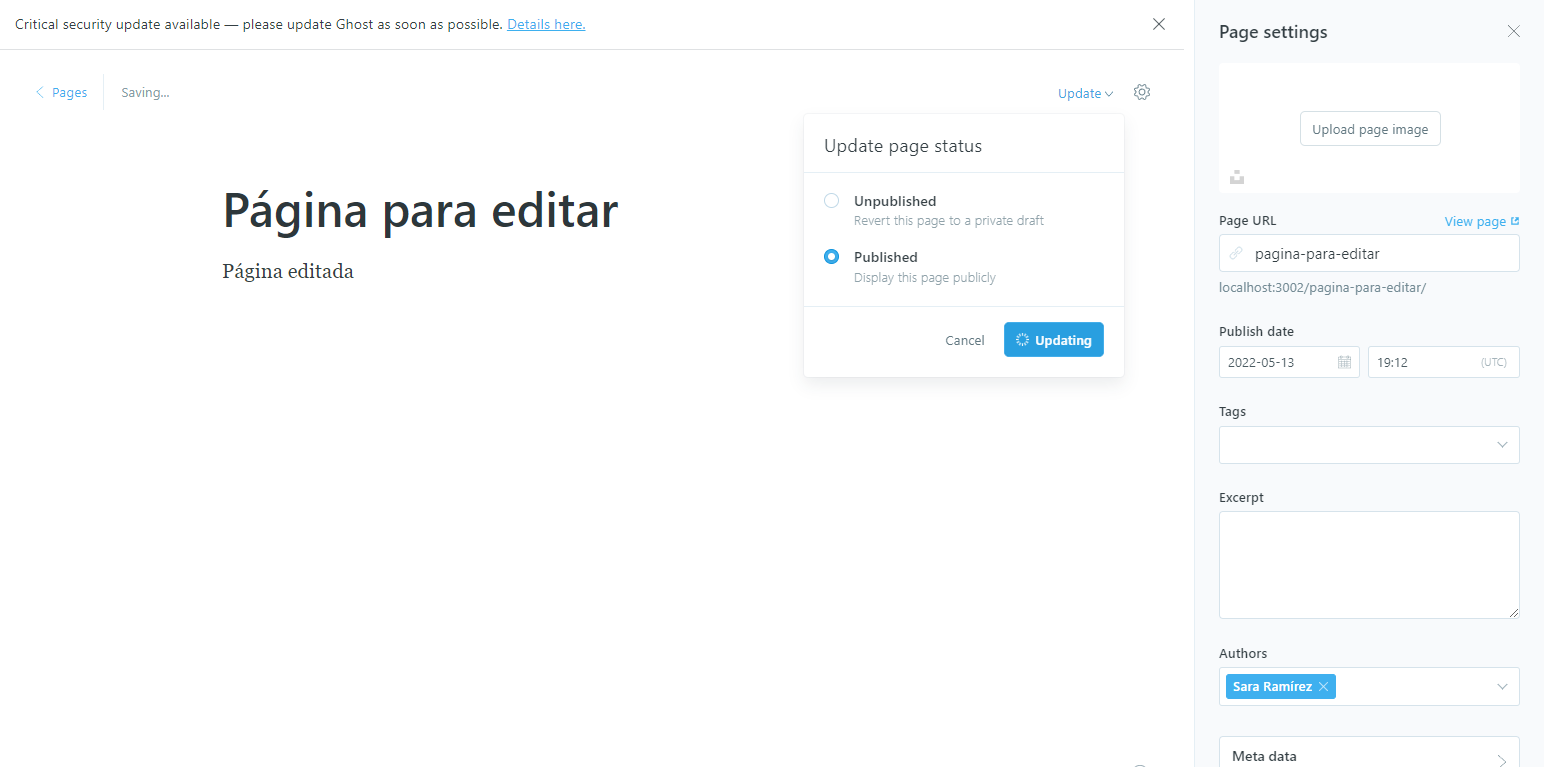 Critical security update available — please update Ghost as soon as possible. Details here.
Pages
Saving...
Update
Página para editar
Página editada
Update page status
Unpublished
Revert this page to a private draft
Published
Display this page publicly
Cancel
Updating
Page settings
Upload page image
Page URL
View page
pagina-para-editar
localhost:3002/pagina-para-editar/
Publish date
2022-05-13
19:12
(UTC)
Tags
Excerpt
Authors
Sara Ramírez
Meta data